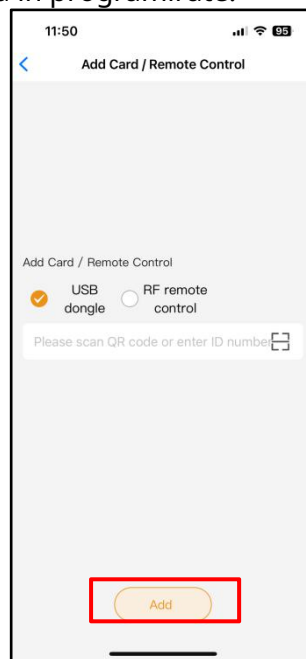 11:50 95
Add Card / Remote Control
Add Card / Remote Control
USB dongle
RF remote control
Please scan QR code or enter ID number
Add